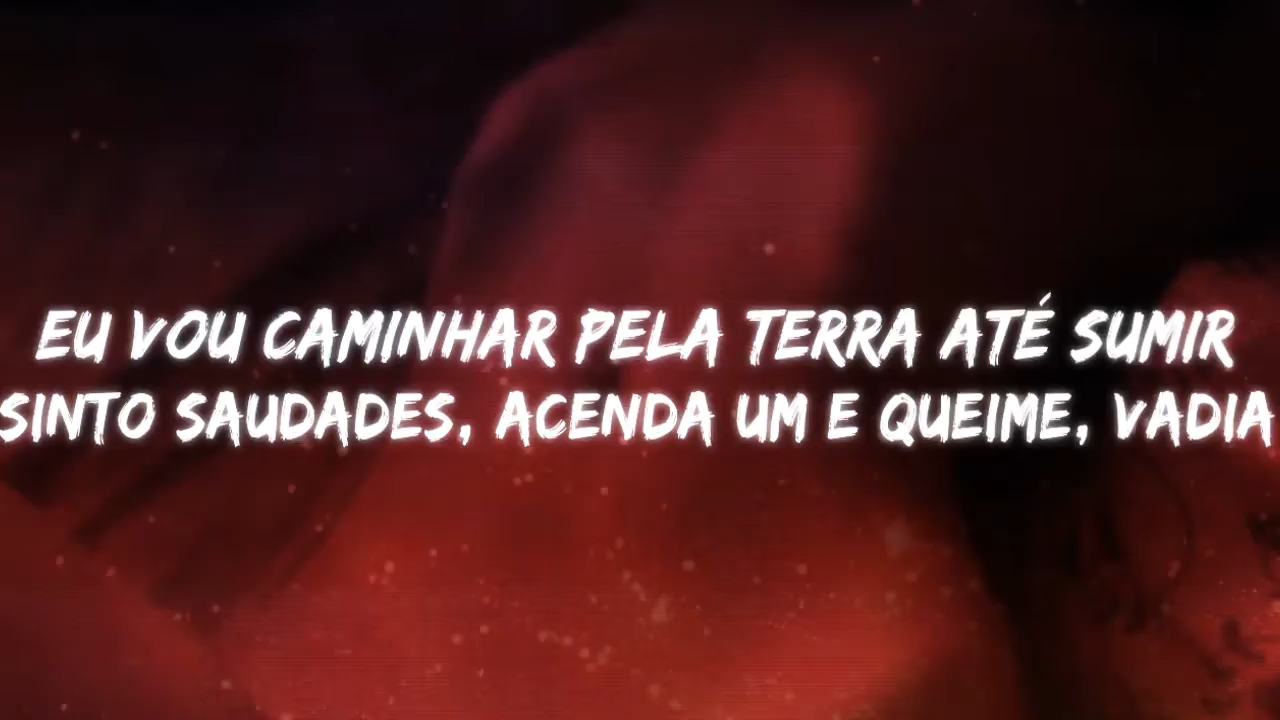 EU VOU CAMINHAR PELA TERRA ATÉ SUMIR
SINTO SAUDADES, ACENDA UM E QUEIME, VADIA